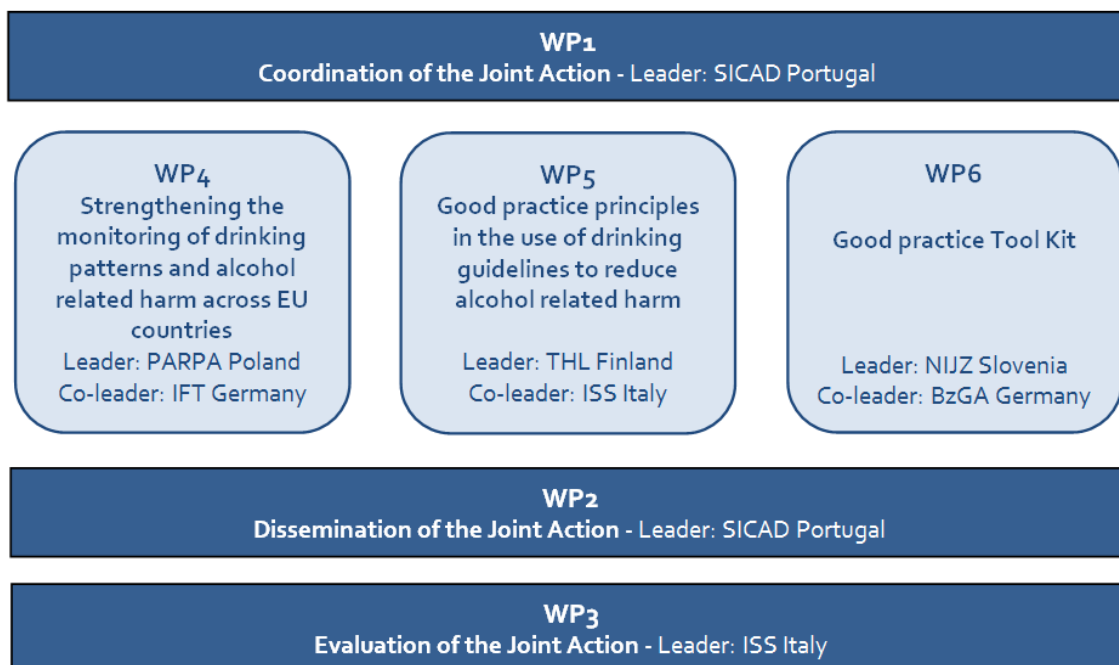 WP1
Coordination of the Joint Action - Leader: SICAD Portugal
WP4
Strengthening the
monitoring of drinking
patterns and alcohol
related harm across EU
countries
Leader: PARPA Poland
Co-leader: IFT Germany
WP5
Good practice principles
in the use of drinking
guidelines to reduce
alcohol related harm
Leader: THL Finland
Co-leader: ISS Italy
WP6
Good practice Tool Kit
Leader: NIJZ Slovenia
Co-leader: BzGA Germany
WP2
Dissemination of the Joint Action - Leader: SICAD Portugal
WP3
Evaluation of the Joint Action - Leader: ISS Italy